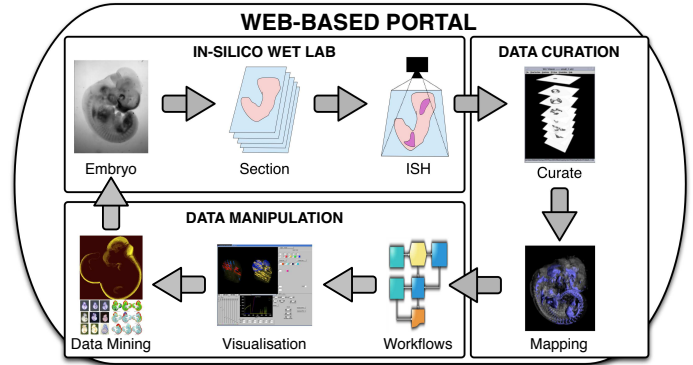 WEB-BASED PORTAL
IN-SILICO WET LAB
Embryo
Section
ISH
DATA CURATION
Curate
Mapping
DATA MANIPULATION
Data Mining
Visualisation
Workflows